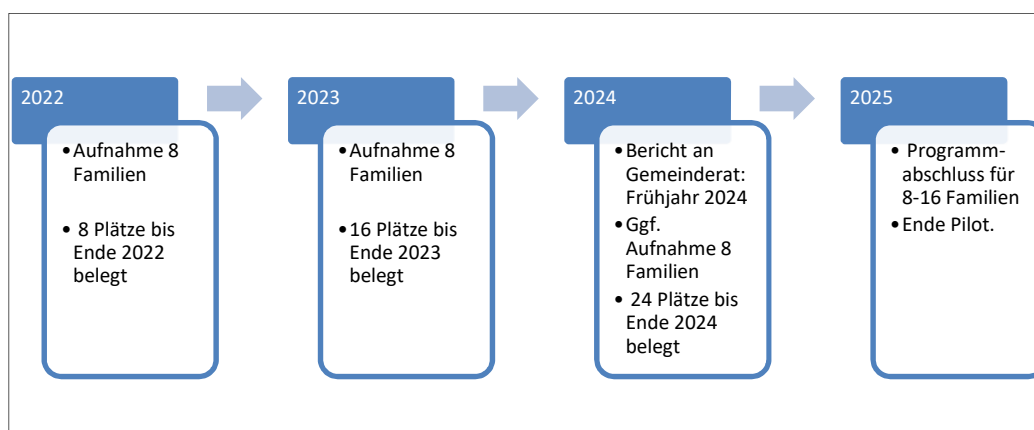 2022
•Aufnahme 8
Familien
• 8 Plätze bis
Ende 2022
belegt
2023
•Aufnahme 8
Familien
•16 Plätze bis
Ende 2023
belegt
2024
•Bericht an
Gemeinderat:
Frühjahr 2024
•Ggf.
Aufnahme 8
Familien
• 24 Plätze bis
Ende 2024
belegt
2025
• Programm-
abschluss für
8-16 Familien
•Ende Pilot.